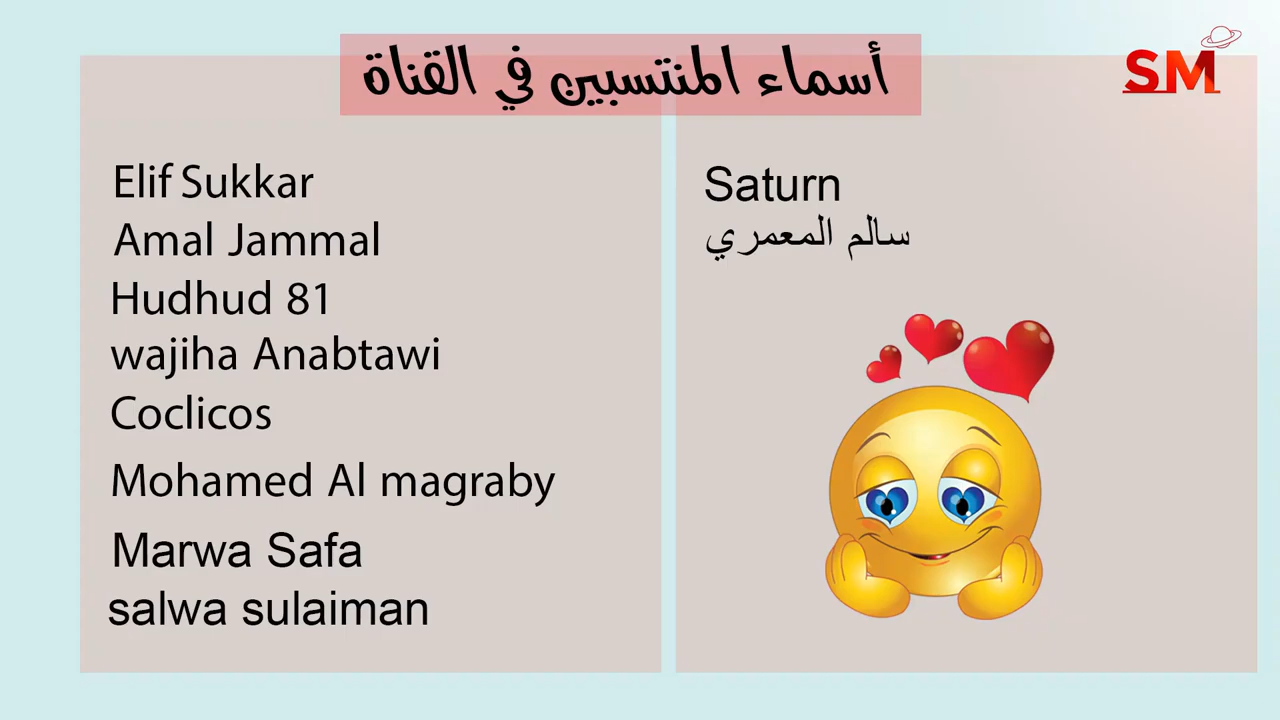 أسماء المنتسبين في القناة
SM
Elif Sukkar
Amal Jammal
Hudhud 81
wajiha Anabtawi
Coclicos
Mohamed Al magraby
Marwa Safa
salwa sulaiman
Saturn
سالم المعمري